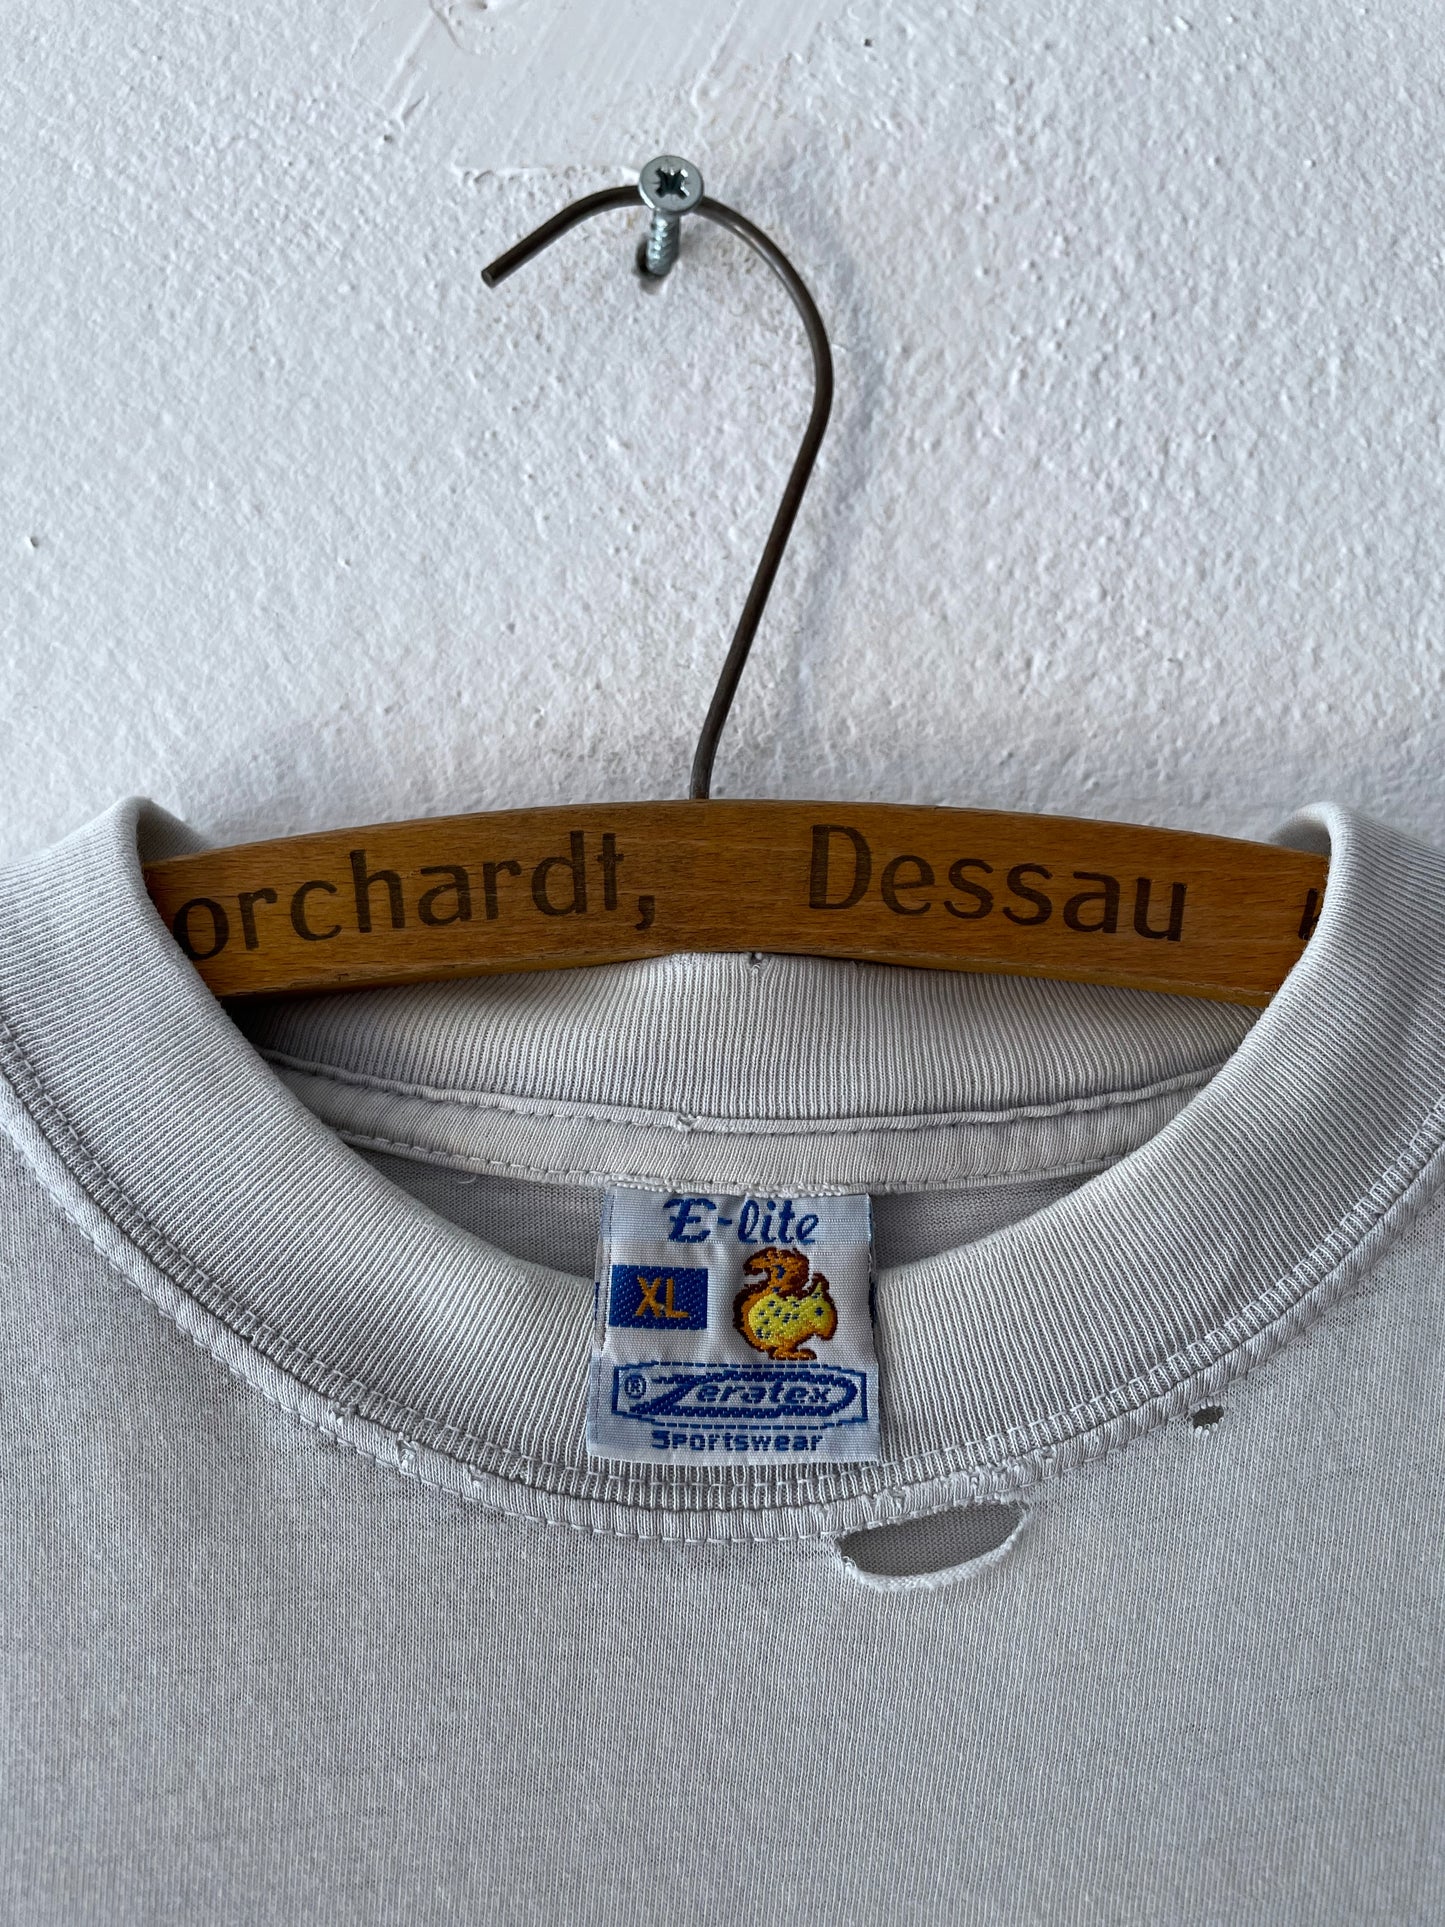 orchardt, Dessau
E-lite
XL
® Zeratex
Sportswear